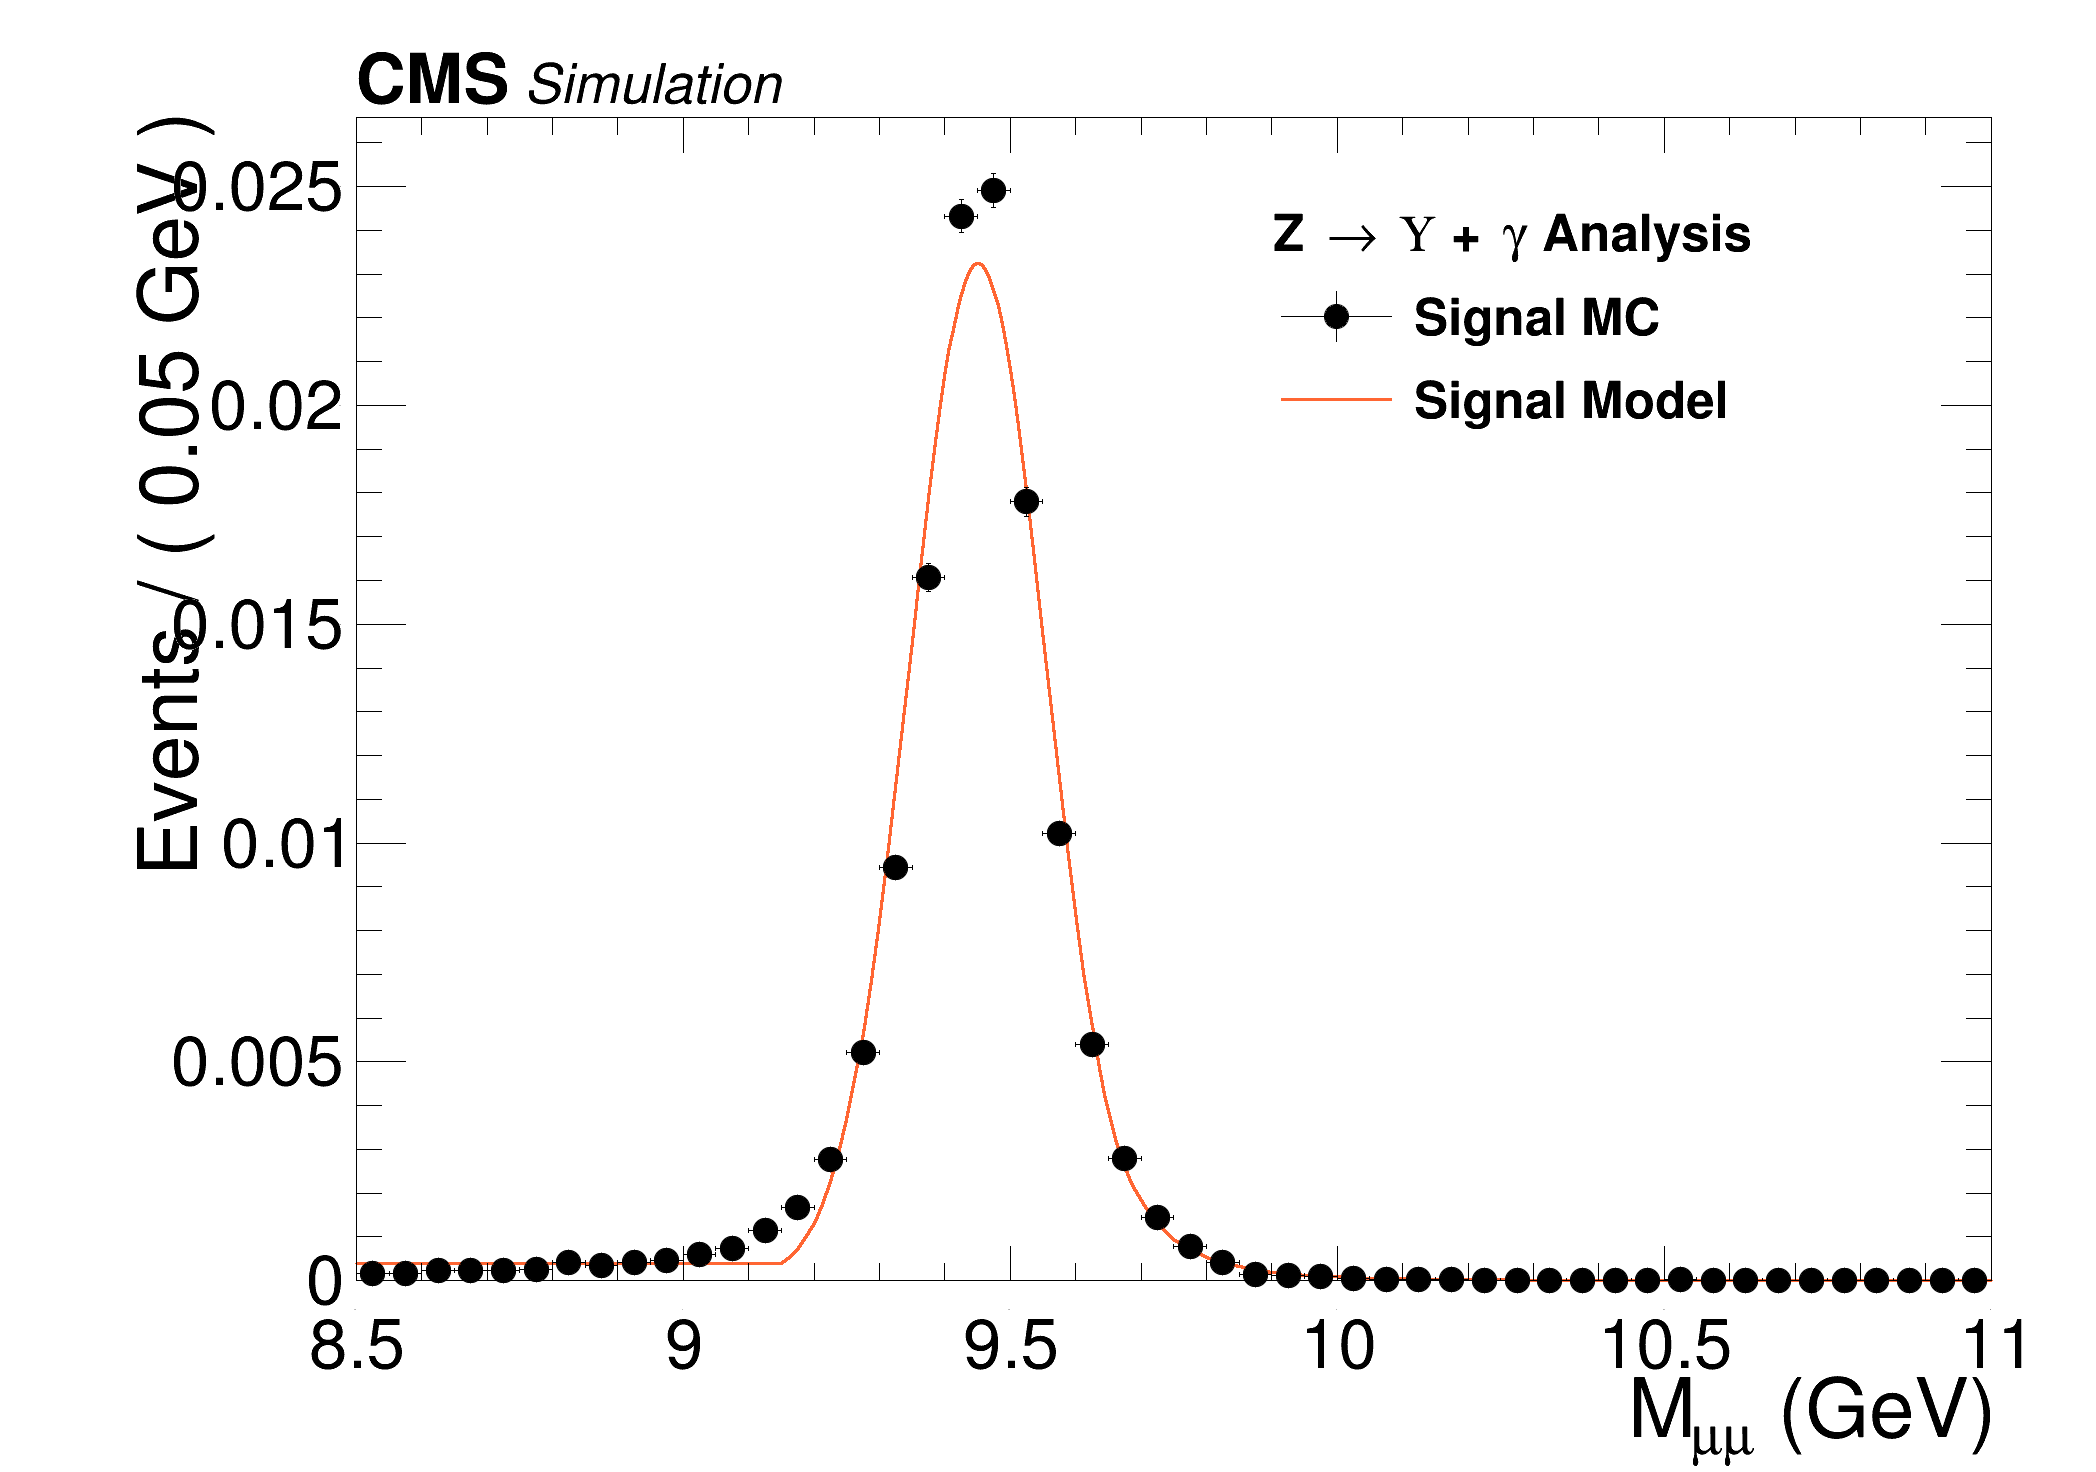 CMS Simulation
Events / ( 0.05 GeV )
0.025
0.02
0.015
0.01
0.005
0
Z → Υ + γ Analysis
Signal MC
Signal Model
8.5 9 9.5 10 10.5 11
Mμμ (GeV)